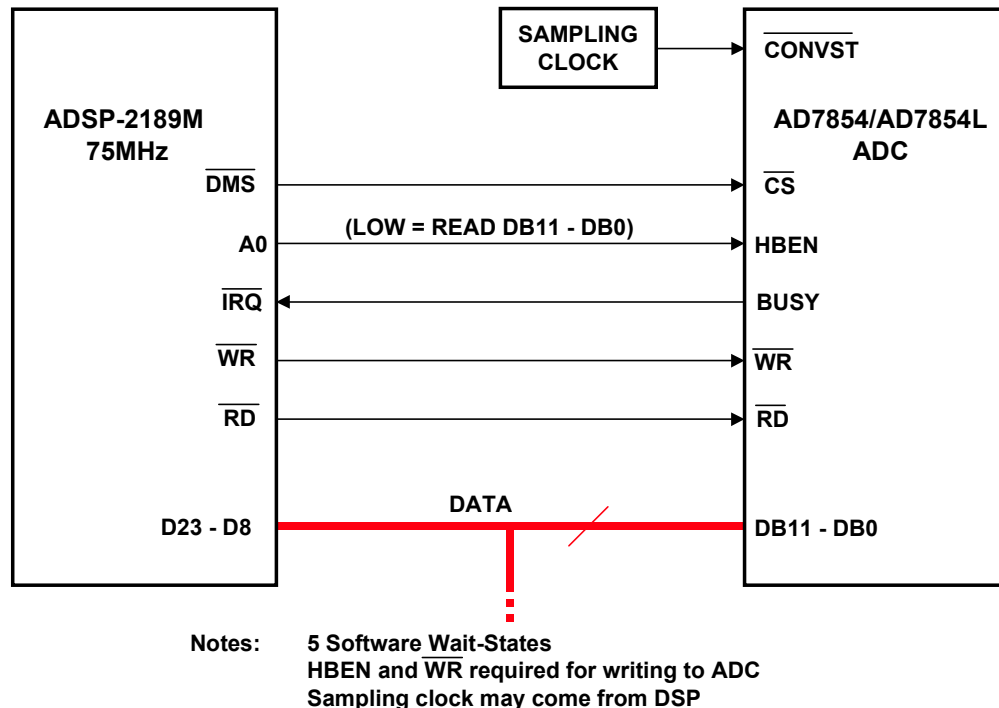 SAMPLING
CLOCK
CONVST
ADSP-2189M
75MHz
AD7854/AD7854L
ADC
DMS
CS
A0
(LOW = READ DB11 - DB0)
HBEN
IRQ
BUSY
WR
WR
RD
RD
DATA
D23 - D8
DB11 - DB0
Notes: 5 Software Wait-States
HBEN and WR required for writing to ADC
Sampling clock may come from DSP